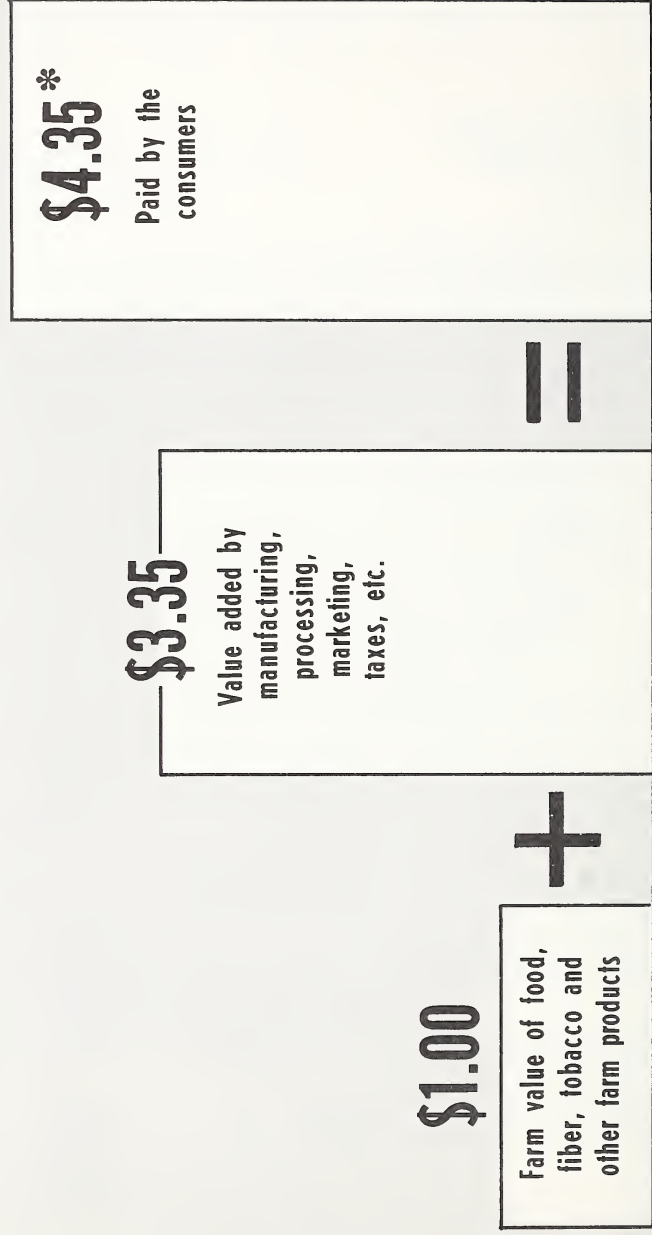 $1.00
Farm value of food,
fiber, tobacco and
other farm products
+
$3.35
Value added by
manufacturing,
processing,
marketing,
taxes, etc.
=
$4.35*
Paid by the
consumers